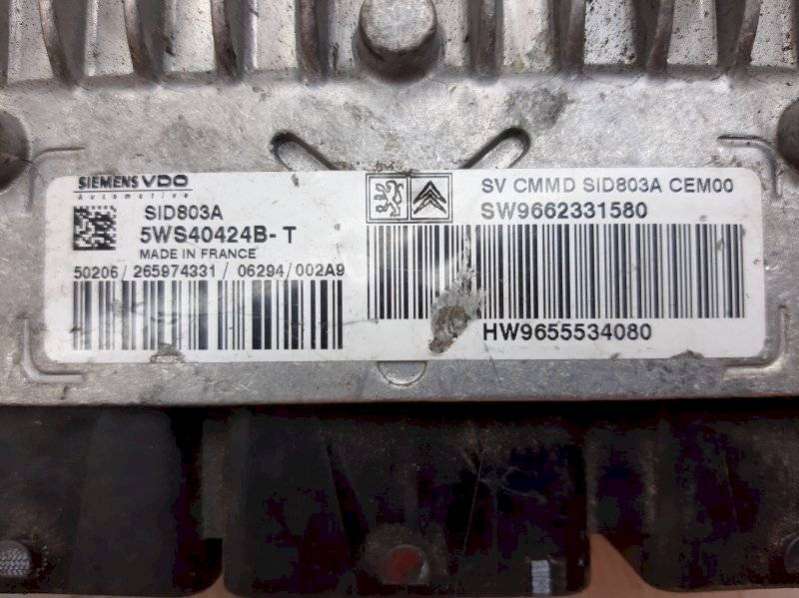 SIEMENS VDO
Automotive
SID803A
5WS40424B-T
MADE IN FRANCE
50206/265974331/06294/002A9
SV CMMD SID803A CEM00
SW9662331580
HW9655534080